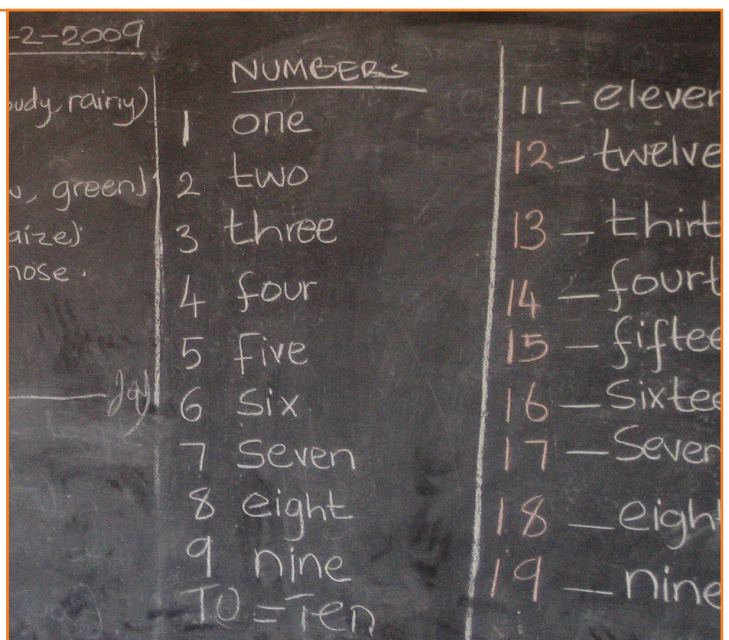 -2-2009
oudy, rainy)
, green)
aize)
hose.
NUMBERS
1 one
2 two
3 three
4 four
5 five
6 six
7 seven
8 eight
9 nine
10 = Ten
11 - eleven
12 - twelve
13 - thirt
14 - fourt
15 - fiftee
16 - Sixtee
17 - Seven
18 - eigh
19 - nine